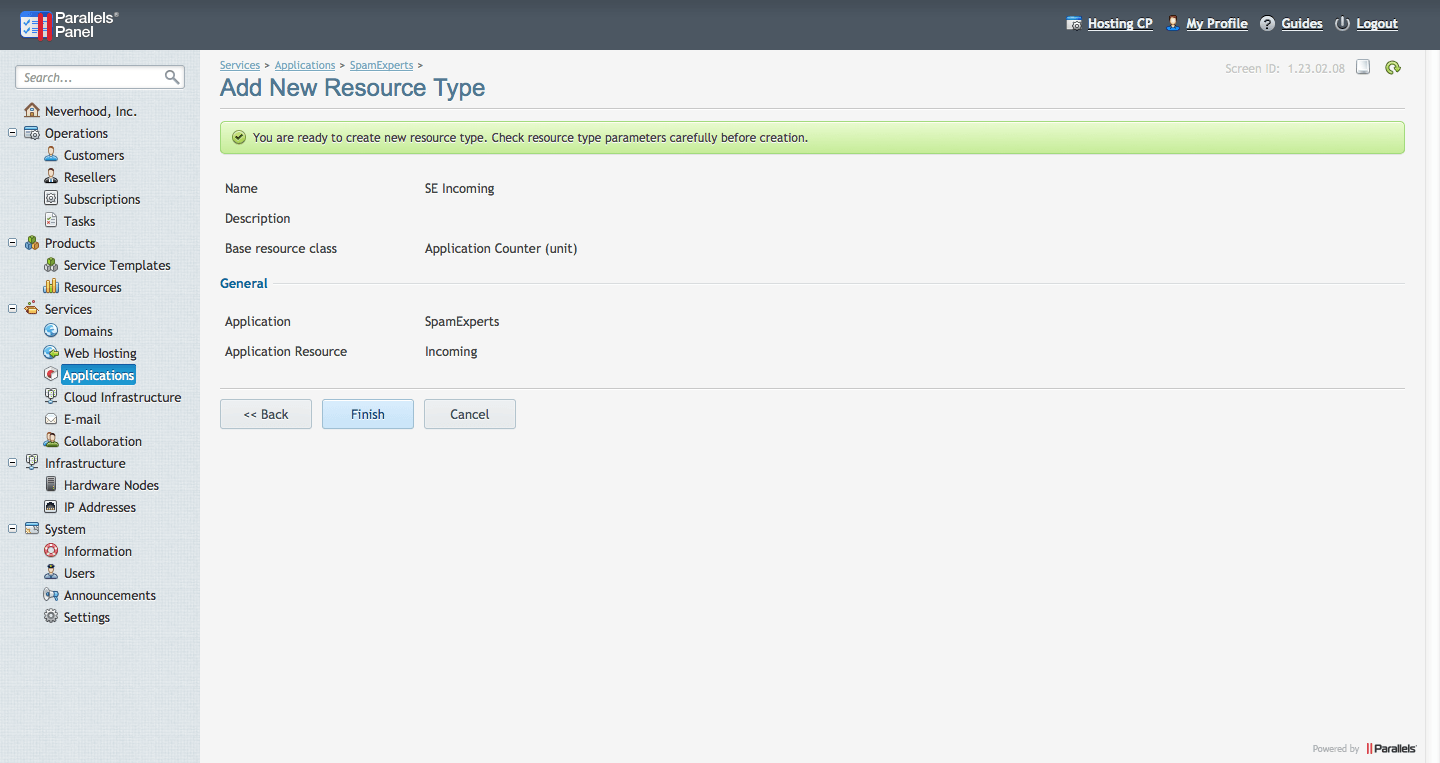 Parallels® Panel
Hosting CP My Profile Guides Logout
Search...
Neverhood, Inc.
Operations
Customers
Resellers
Subscriptions
Tasks
Products
Service Templates
Resources
Services
Domains
Web Hosting
Applications
Cloud Infrastructure
E-mail
Collaboration
Infrastructure
Hardware Nodes
IP Addresses
System
Information
Users
Announcements
Settings
Services > Applications > SpamExperts >
Screen ID: 1.23.02.08
Add New Resource Type
You are ready to create new resource type. Check resource type parameters carefully before creation.
Name SE Incoming
Description
Base resource class Application Counter (unit)
General
Application SpamExperts
Application Resource Incoming
<< Back Finish Cancel
Powered by Parallels®